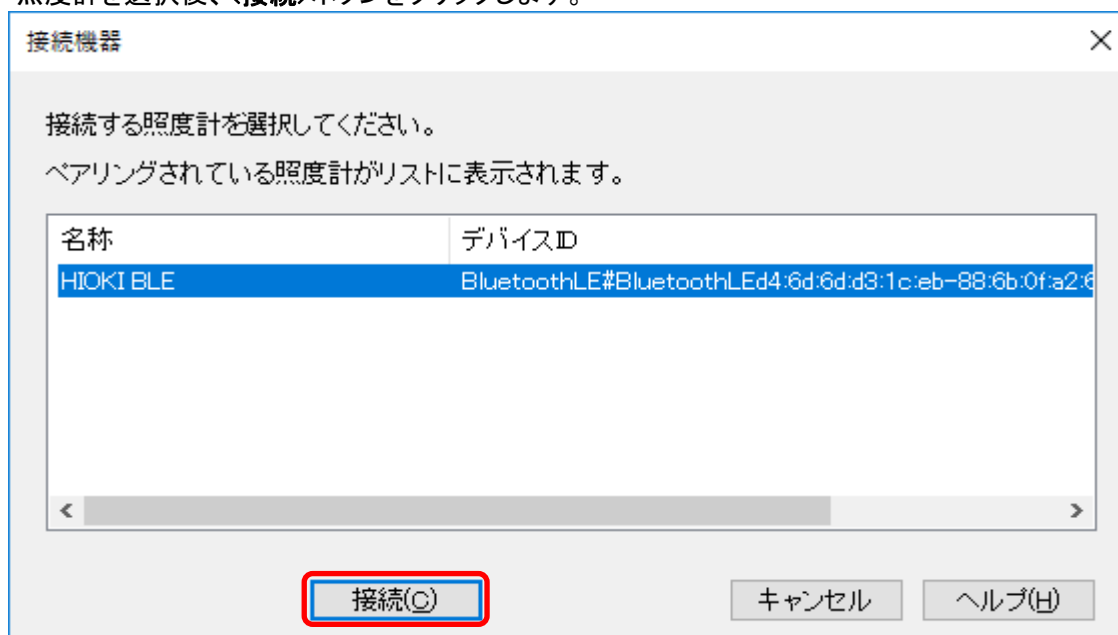 照度計を選択後、<接続>ボタンをクリックします。
接続機器
接続する照度計を選択してください。
ペアリングされている照度計がリストに表示されます。
名称 デバイスID
HIOKI BLE BluetoothLE#BluetoothLEd4:6d:6d:d3:1c:eb-88:6b:0f:a2:6
接続(C) キャンセル ヘルプ(H)